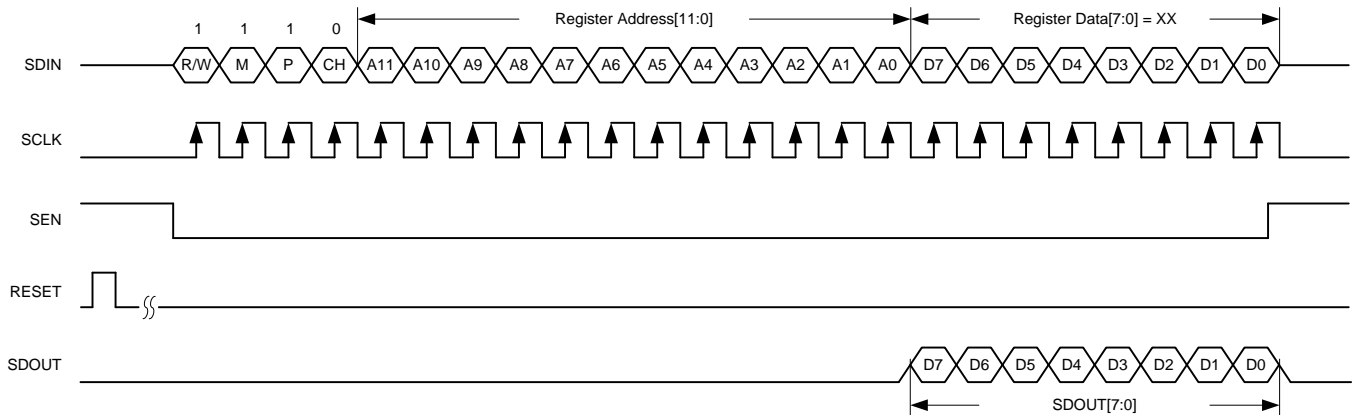 Register Address[11:0] Register Data[7:0] = XX
1 1 1 0
SDIN R/W M P CH A11 A10 A9 A8 A7 A6 A5 A4 A3 A2 A1 A0 D7 D6 D5 D4 D3 D2 D1 D0
SCLK
SEN
RESET
SDOUT D7 D6 D5 D4 D3 D2 D1 D0
SDOUT[7:0]